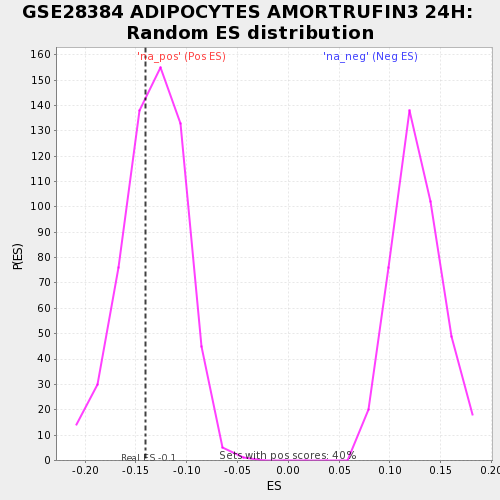 GSE28384 ADIPOCYTES AMORTRUFIN3 24H:
Random ES distribution
'na_pos' (Pos ES) 'na_neg' (Neg ES)
160
150
140
130
120
110
100
90
80
70
60
50
40
30
20
10
0
P(ES)
Real ES -0.1 Sets with pos scores: 40%
-0.20 -0.15 -0.10 -0.05 0.00 0.05 0.10 0.15 0.20
ES